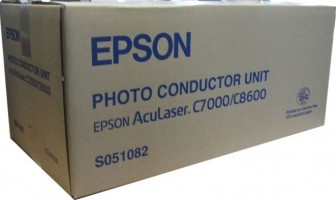 EPSON
PHOTO CONDUCTOR UNIT
EPSON AcuLaser C7000/C8600
S051082